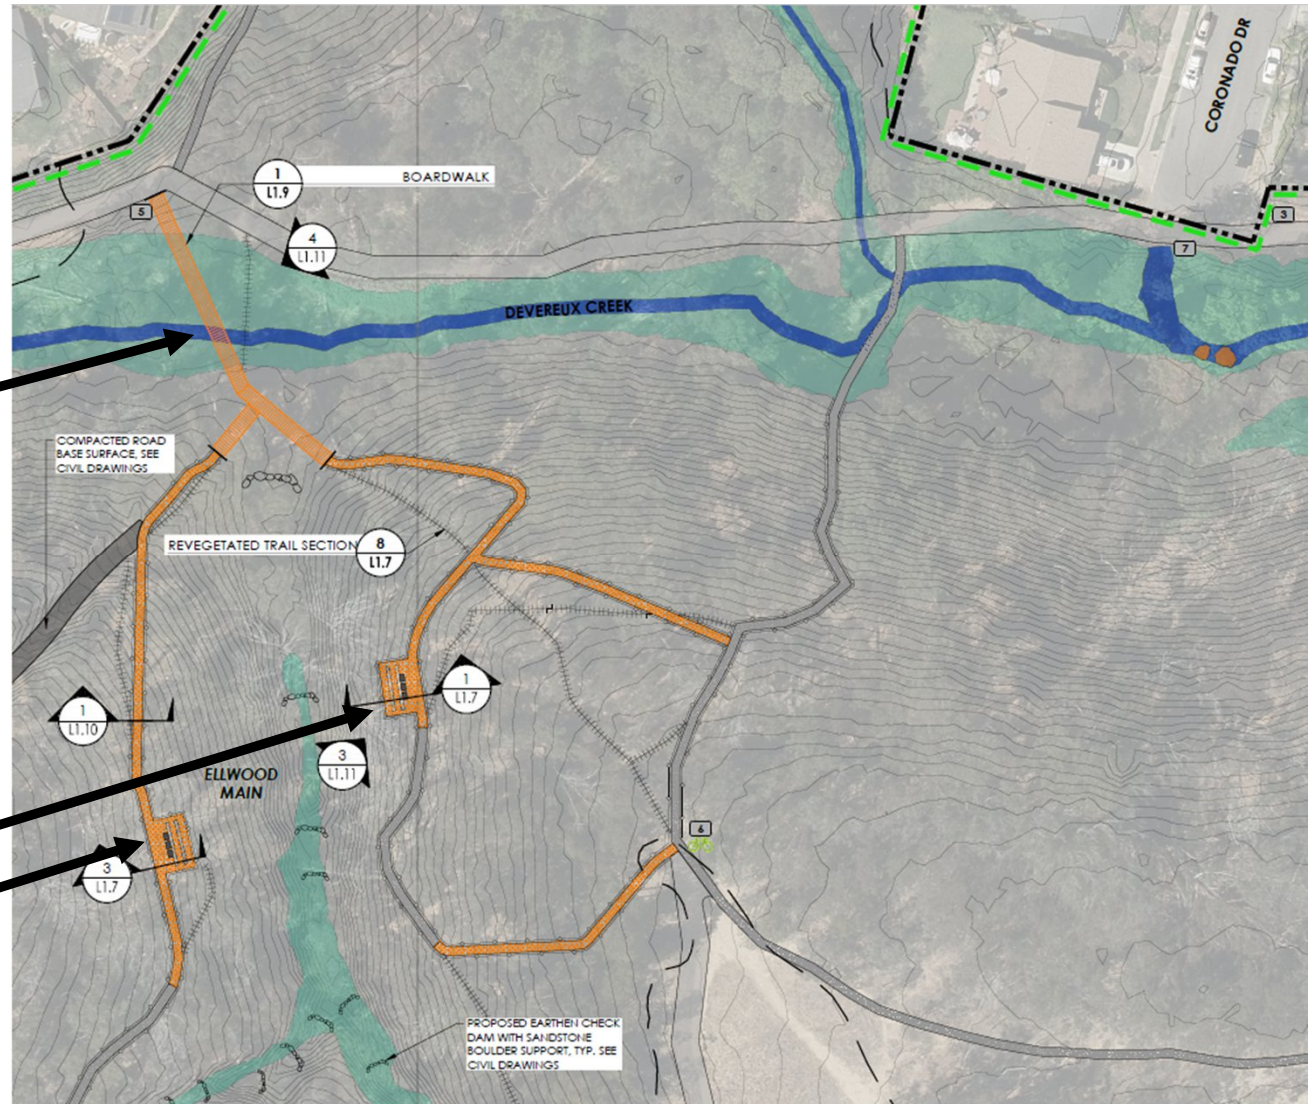 CORONADO DR
1
L1.9
BOARDWALK
5
4
L1.11
3
7
DEVEREUX CREEK
COMPACTED ROAD
BASE SURFACE, SEE
CIVIL DRAWINGS
REVEGETATED TRAIL SECTION
8
L1.7
1
L1.7
1
L1.10
3
L1.11
ELLWOOD
MAIN
6
3
L1.7
PROPOSED EARTHEN CHECK
DAM WITH SANDSTONE
BOULDER SUPPORT, TYP. SEE
CIVIL DRAWINGS